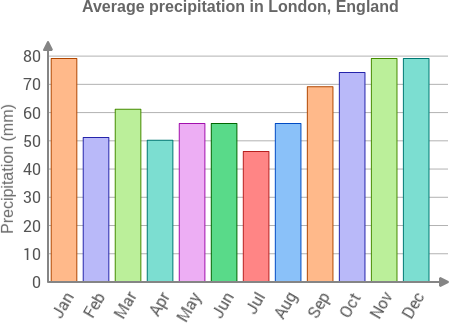 Average precipitation in London, England
Precipitation (mm)
80
70
60
50
40
30
20
10
0
Jan
Feb
Mar
Apr
May
Jun
Jul
Aug
Sep
Oct
Nov
Dec